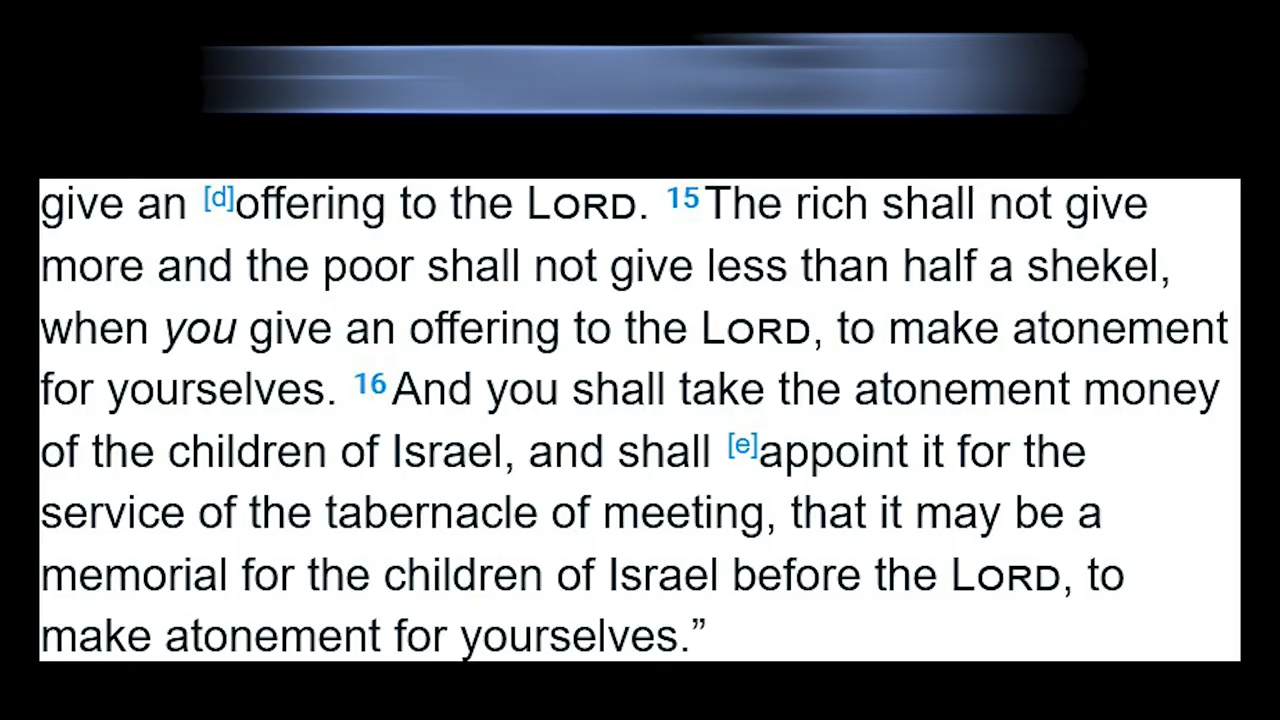 give an [d]offering to the LORD. 15 The rich shall not give
more and the poor shall not give less than half a shekel,
when you give an offering to the LORD, to make atonement
for yourselves. 16 And you shall take the atonement money
of the children of Israel, and shall [e]appoint it for the
service of the tabernacle of meeting, that it may be a
memorial for the children of Israel before the LORD, to
make atonement for yourselves.”